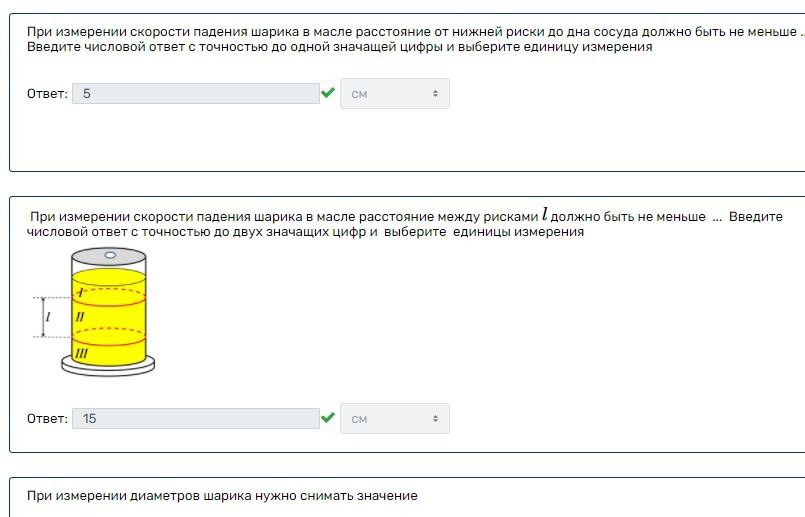 При измерении скорости падения шарика в масле расстояние от нижней риски до дна сосуда должно быть не меньше ..
Введите числовой ответ с точностью до одной значащей цифры и выберите единицу измерения
Ответ: 5 см
При измерении скорости падения шарика в масле расстояние между рисками l должно быть не меньше ... Введите
числовой ответ с точностью до двух значащих цифр и выберите единицы измерения
I
l II
III
Ответ: 15 см
При измерении диаметров шарика нужно снимать значение